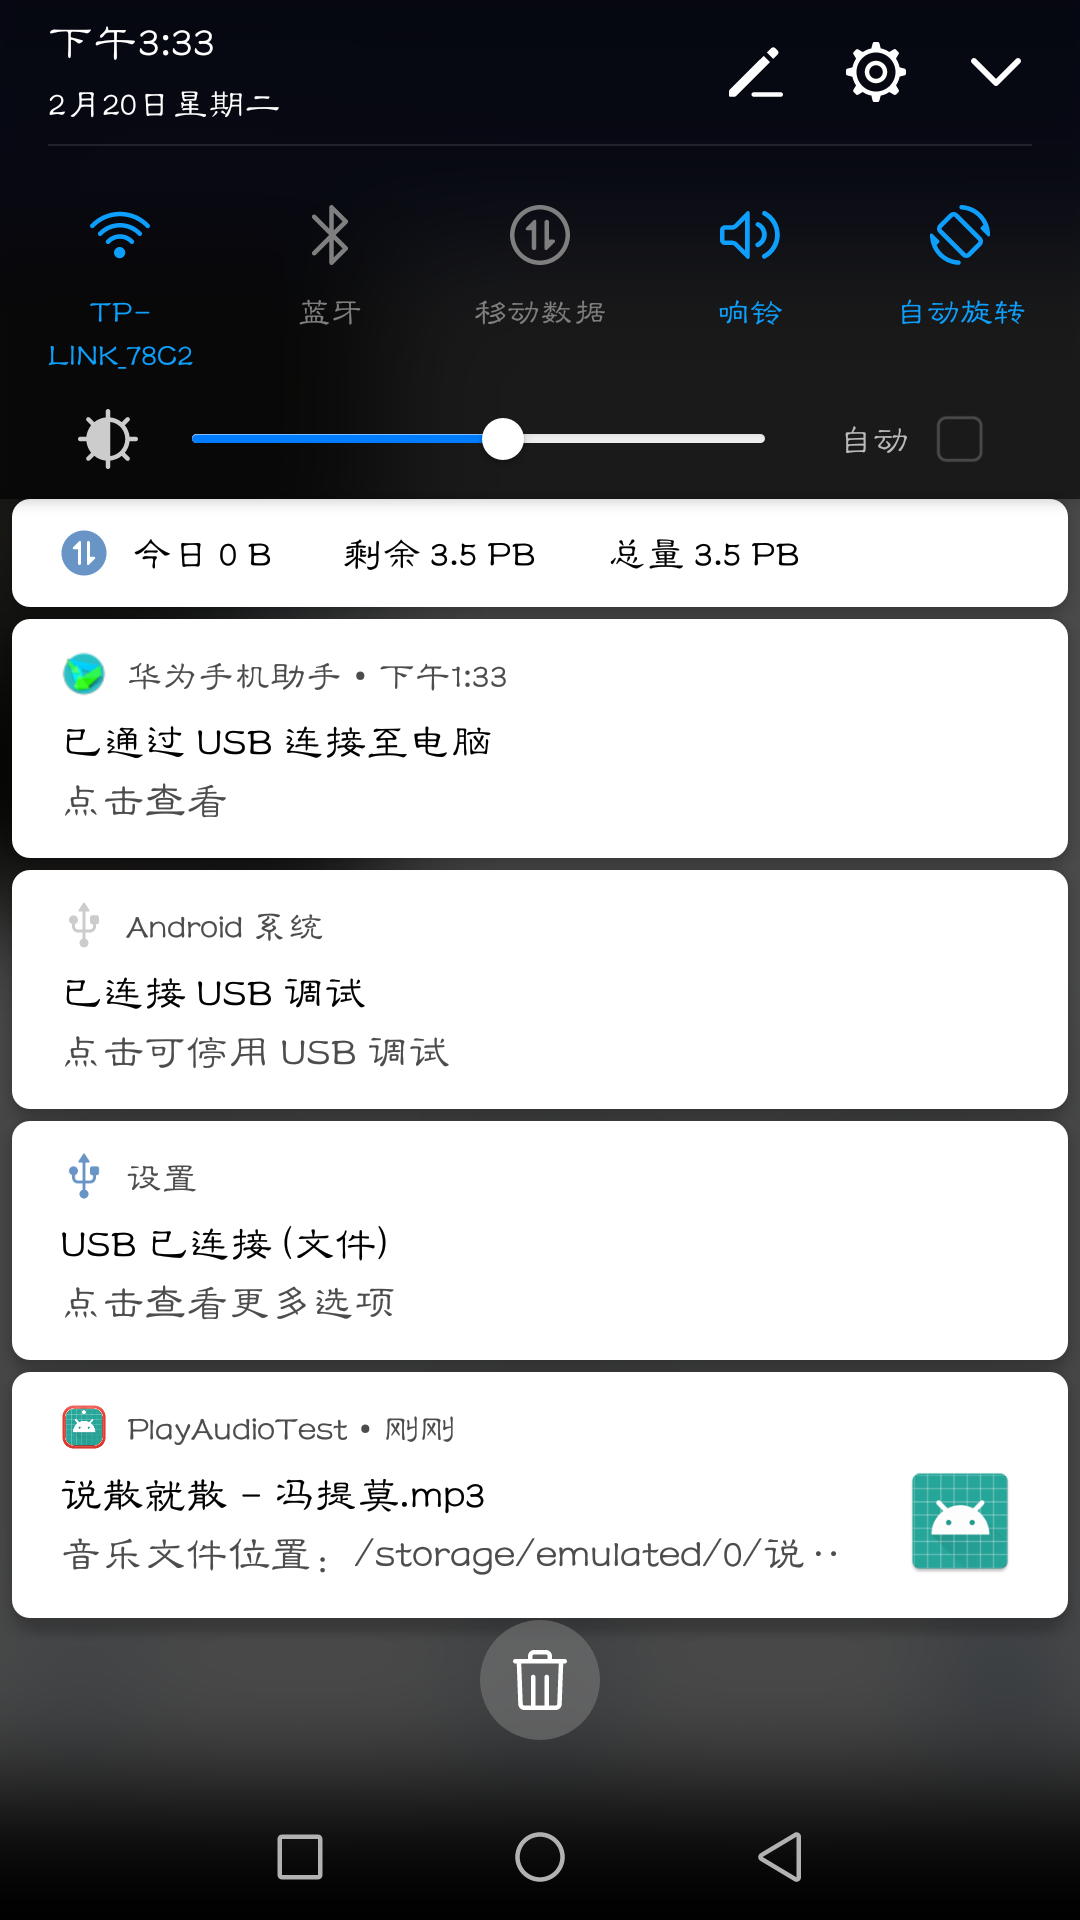 下午3:33
2月20日星期二
TP-
LINK_78C2
蓝牙
移动数据
响铃
自动旋转
自动
今日 0 B 剩余 3.5 PB 总量 3.5 PB
华为手机助手 • 下午1:33
已通过 USB 连接至电脑
点击查看
Android 系统
已连接 USB 调试
点击可停用 USB 调试
设置
USB 已连接 (文件)
点击查看更多选项
PlayAudioTest • 刚刚
说散就散 - 冯提莫.mp3
音乐文件位置：/storage/emulated/0/说··